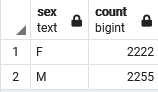 sex count
text bigint
1 F 2222
2 M 2255